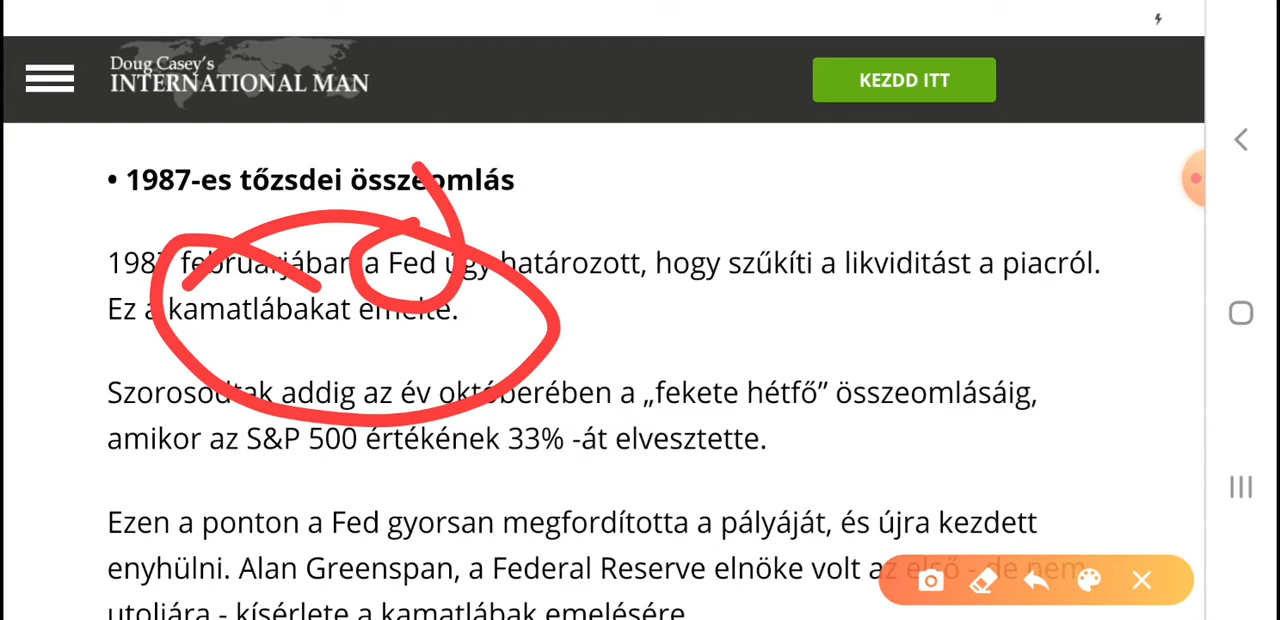 Doug Casey's
INTERNATIONAL MAN
KEZDD ITT
• 1987-es tőzsdei összeomlás
1987 februárjában a Fed úgy határozott, hogy szűkíti a likviditást a piacról.
Ez a kamatlábakat emelte.
Szorosodtak addig az év októberében a „fekete hétfő” összeomlásáig,
amikor az S&P 500 értékének 33% -át elvesztette.
Ezen a ponton a Fed gyorsan megfordította a pályáját, és újra kezdett
enyhülni. Alan Greenspan, a Federal Reserve elnöke volt az első - de nem
utoljára - kísérlete a kamatlábak emelésére